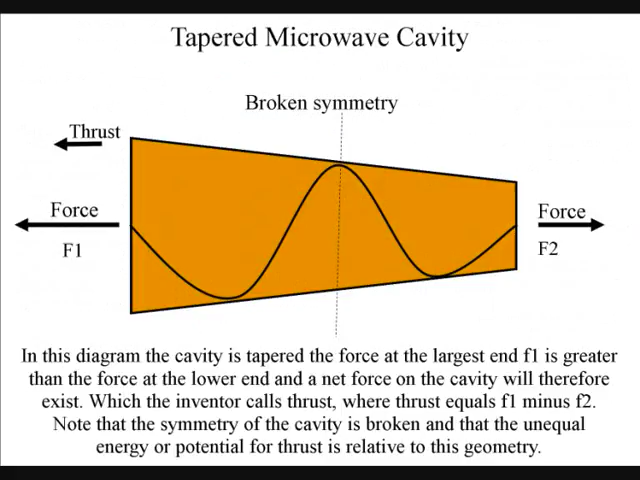 Tapered Microwave Cavity
Broken symmetry
Thrust
Force
Force
F1
F2
In this diagram the cavity is tapered the force at the largest end f1 is greater
than the force at the lower end and a net force on the cavity will therefore
exist. Which the inventor calls thrust, where thrust equals f1 minus f2.
Note that the symmetry of the cavity is broken and that the unequal
energy or potential for thrust is relative to this geometry.